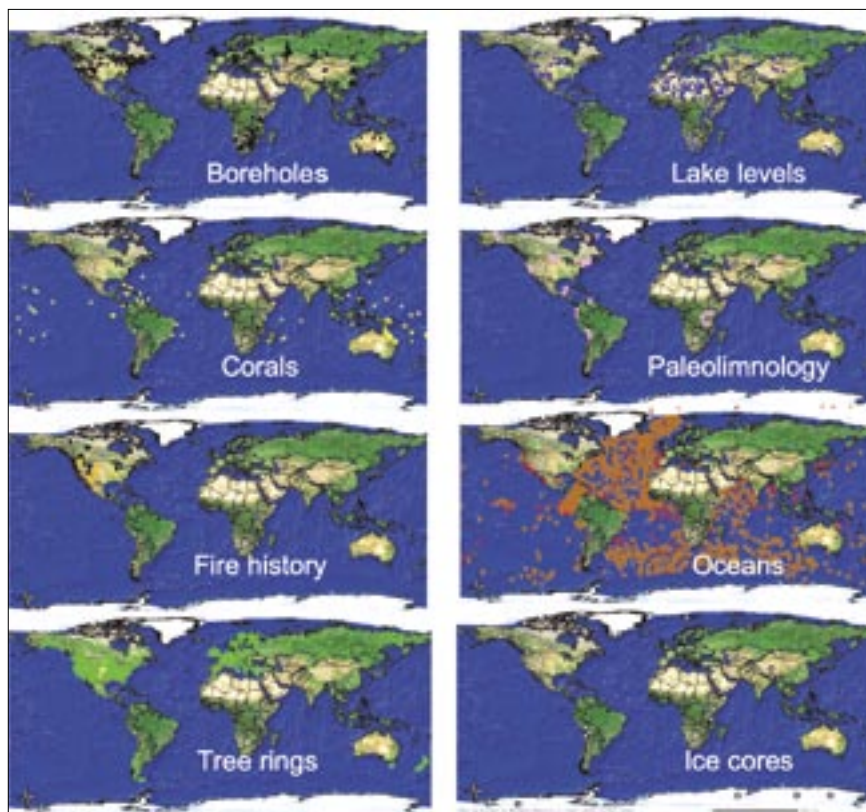 Boreholes
Lake levels
Corals
Paleolimnology
Fire history
Oceans
Tree rings
Ice cores